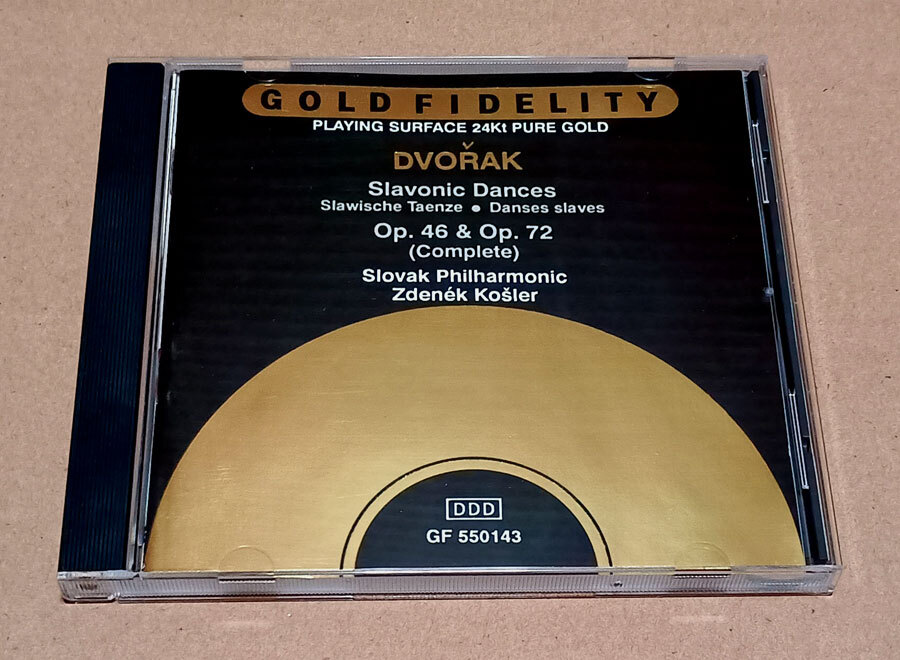 GOLD FIDELITY
PLAYING SURFACE 24Kt PURE GOLD
DVOŘAK
Slavonic Dances
Slawische Taenze ● Danses slaves
Op. 46 & Op. 72
(Complete)
Slovak Philharmonic
Zdenék Košler
DDD
GF 550143